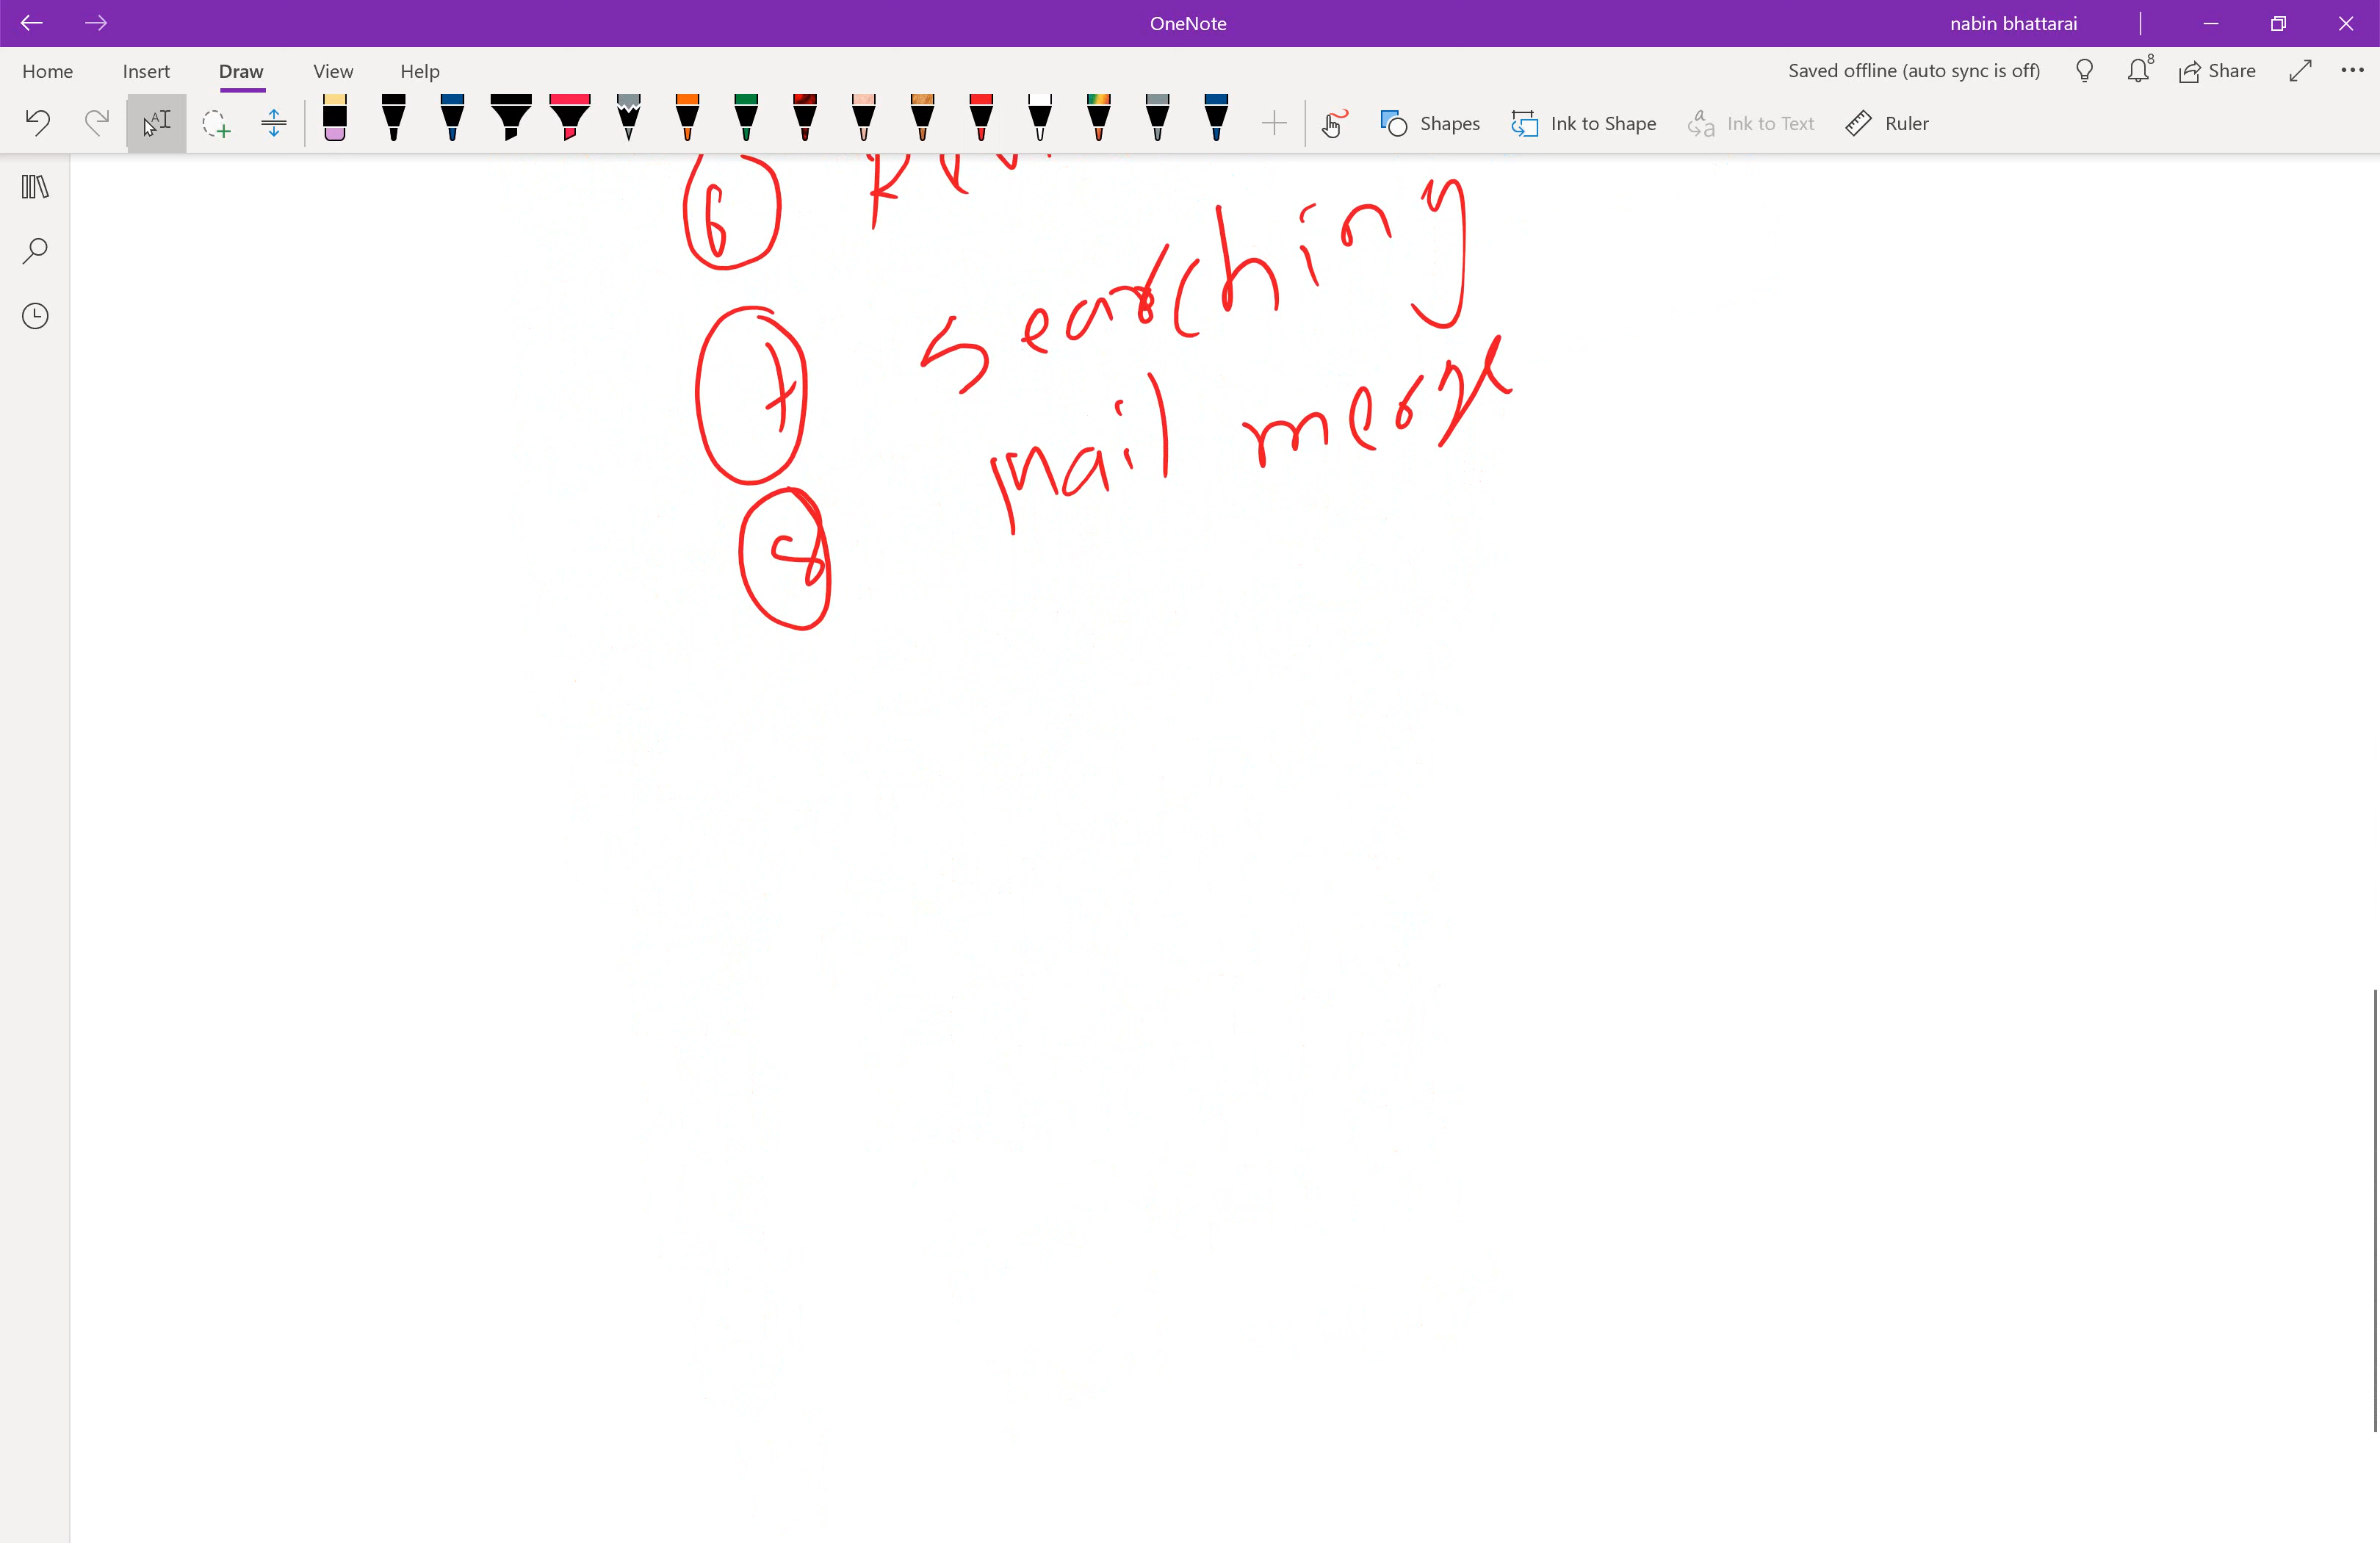 OneNote
nabin bhattarai
Home Insert Draw View Help
Saved offline (auto sync is off) 8 Share
Shapes Ink to Shape Ink to Text Ruler
6
7 searching
8 Mail merge